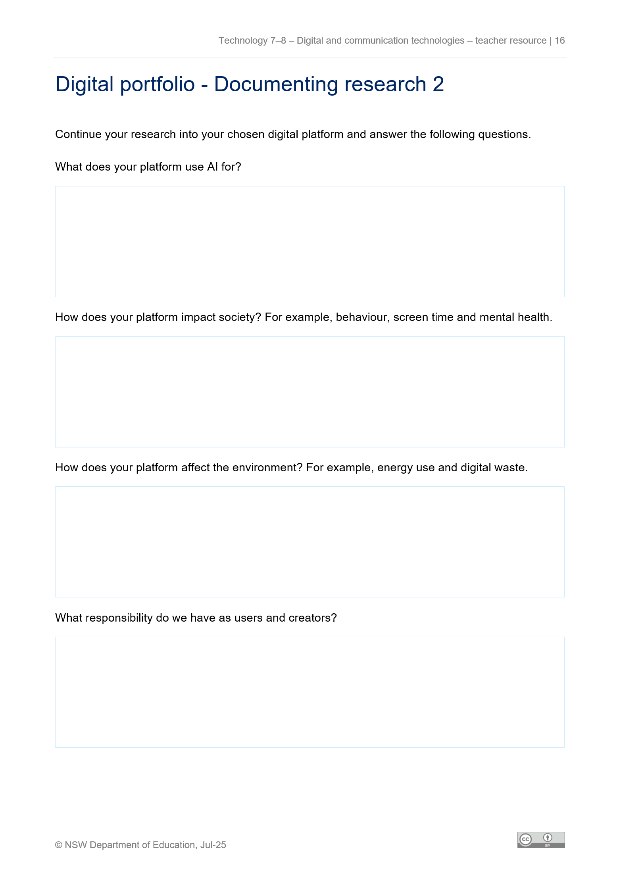 Technology 7–8 – Digital and communication technologies – teacher resource | 16
Digital portfolio - Documenting research 2
Continue your research into your chosen digital platform and answer the following questions.
What does your platform use AI for?
How does your platform impact society? For example, behaviour, screen time and mental health.
How does your platform affect the environment? For example, energy use and digital waste.
What responsibility do we have as users and creators?
© NSW Department of Education, Jul-25
cc
BY